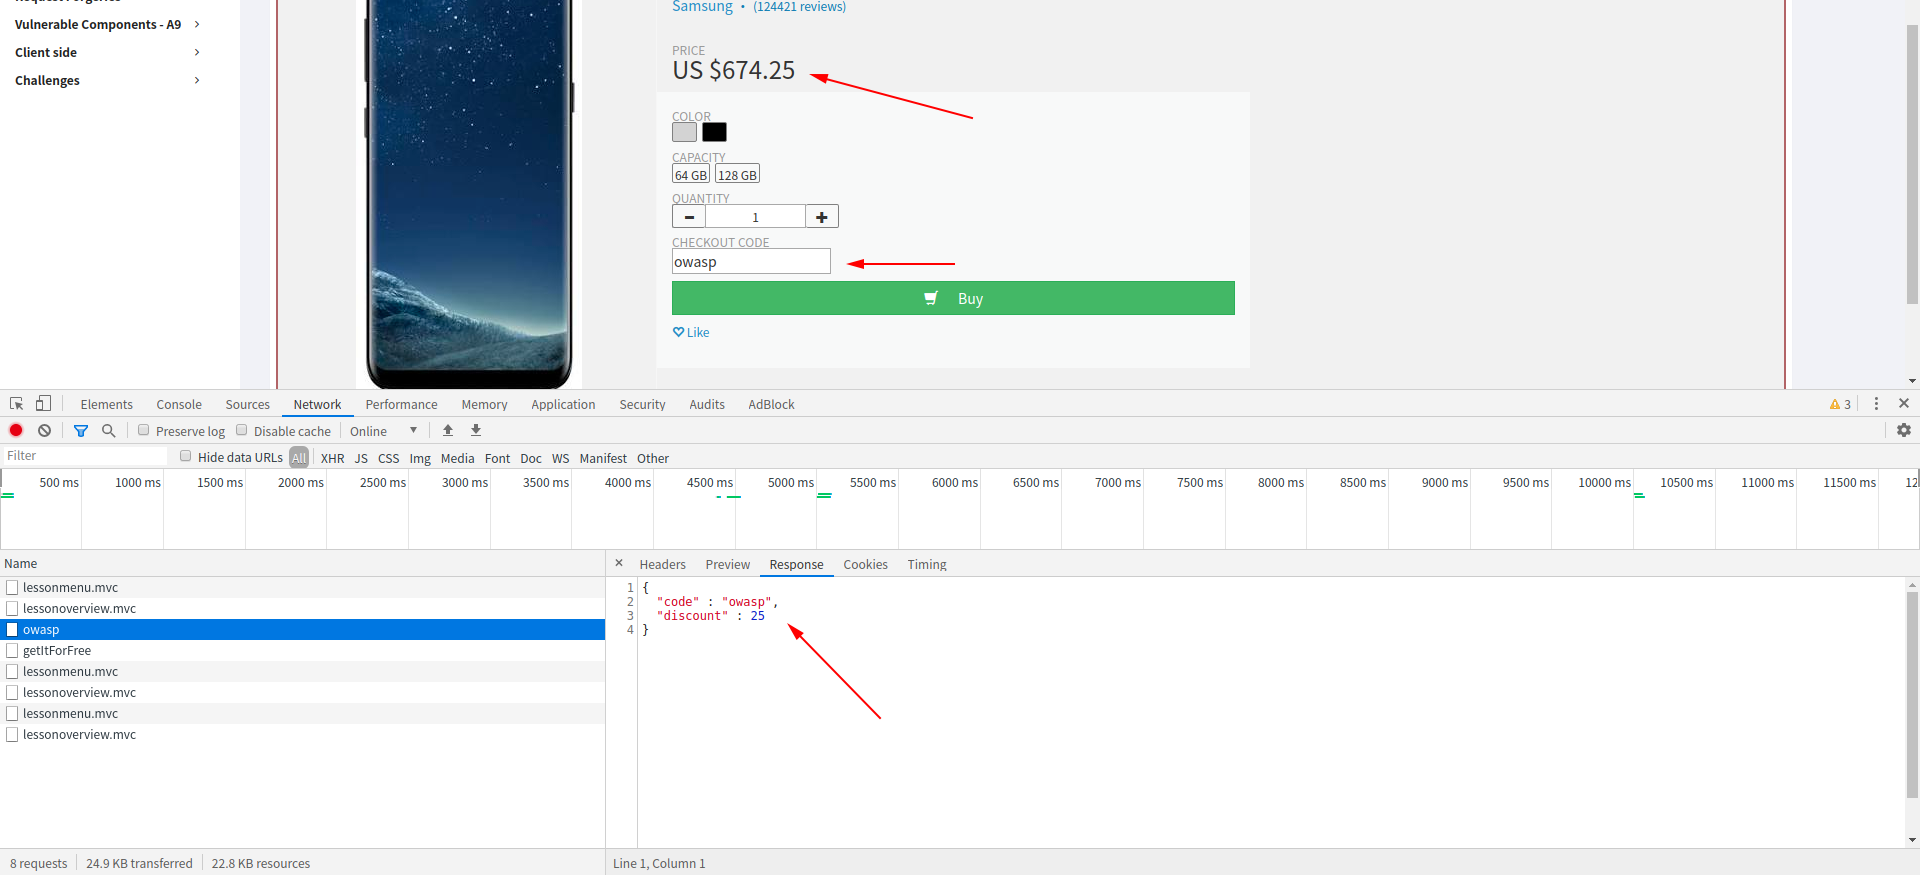 Vulnerable Components - A9
Client side
Challenges
Samsung • (124421 reviews)
PRICE
US $674.25
COLOR
CAPACITY
64 GB 128 GB
QUANTITY
1
CHECKOUT CODE
owasp
Buy
Like
Elements Console Sources Network Performance Memory Application Security Audits AdBlock 3
Preserve log Disable cache Online
Filter Hide data URLs All XHR JS CSS Img Media Font Doc WS Manifest Other
500 ms 1000 ms 1500 ms 2000 ms 2500 ms 3000 ms 3500 ms 4000 ms 4500 ms 5000 ms 5500 ms 6000 ms 6500 ms 7000 ms 7500 ms 8000 ms 8500 ms 9000 ms 9500 ms 10000 ms 10500 ms 11000 ms 11500 ms
Name
lessonmenu.mvc
lessonoverview.mvc
owasp
getItForFree
lessonmenu.mvc
lessonoverview.mvc
lessonmenu.mvc
lessonoverview.mvc
8 requests 24.9 KB transferred 22.8 KB resources
Headers Preview Response Cookies Timing
1 {
2 "code" : "owasp",
3 "discount" : 25
4 }
Line 1, Column 1